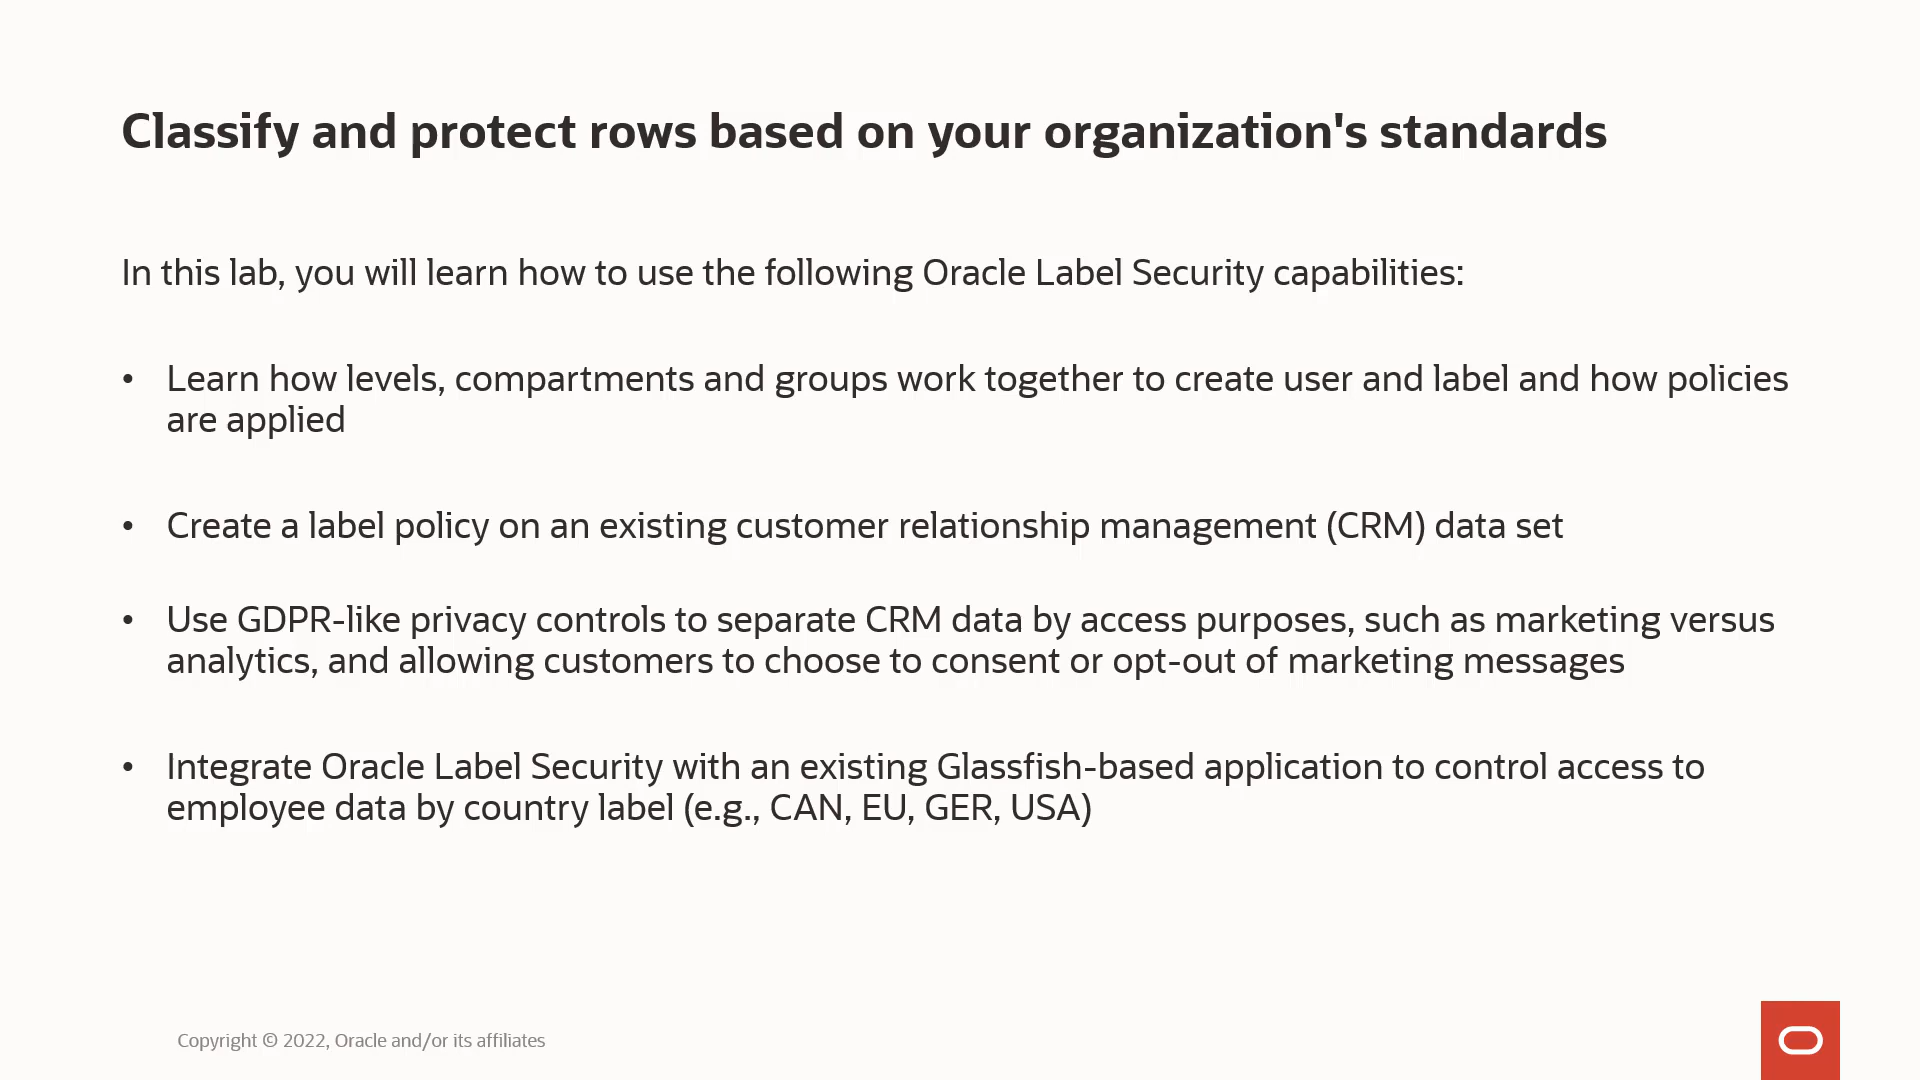 Classify and protect rows based on your organization's standards
In this lab, you will learn how to use the following Oracle Label Security capabilities:
• Learn how levels, compartments and groups work together to create user and label and how policies
are applied
• Create a label policy on an existing customer relationship management (CRM) data set
• Use GDPR-like privacy controls to separate CRM data by access purposes, such as marketing versus
analytics, and allowing customers to choose to consent or opt-out of marketing messages
• Integrate Oracle Label Security with an existing Glassfish-based application to control access to
employee data by country label (e.g., CAN, EU, GER, USA)
Copyright © 2022, Oracle and/or its affiliates